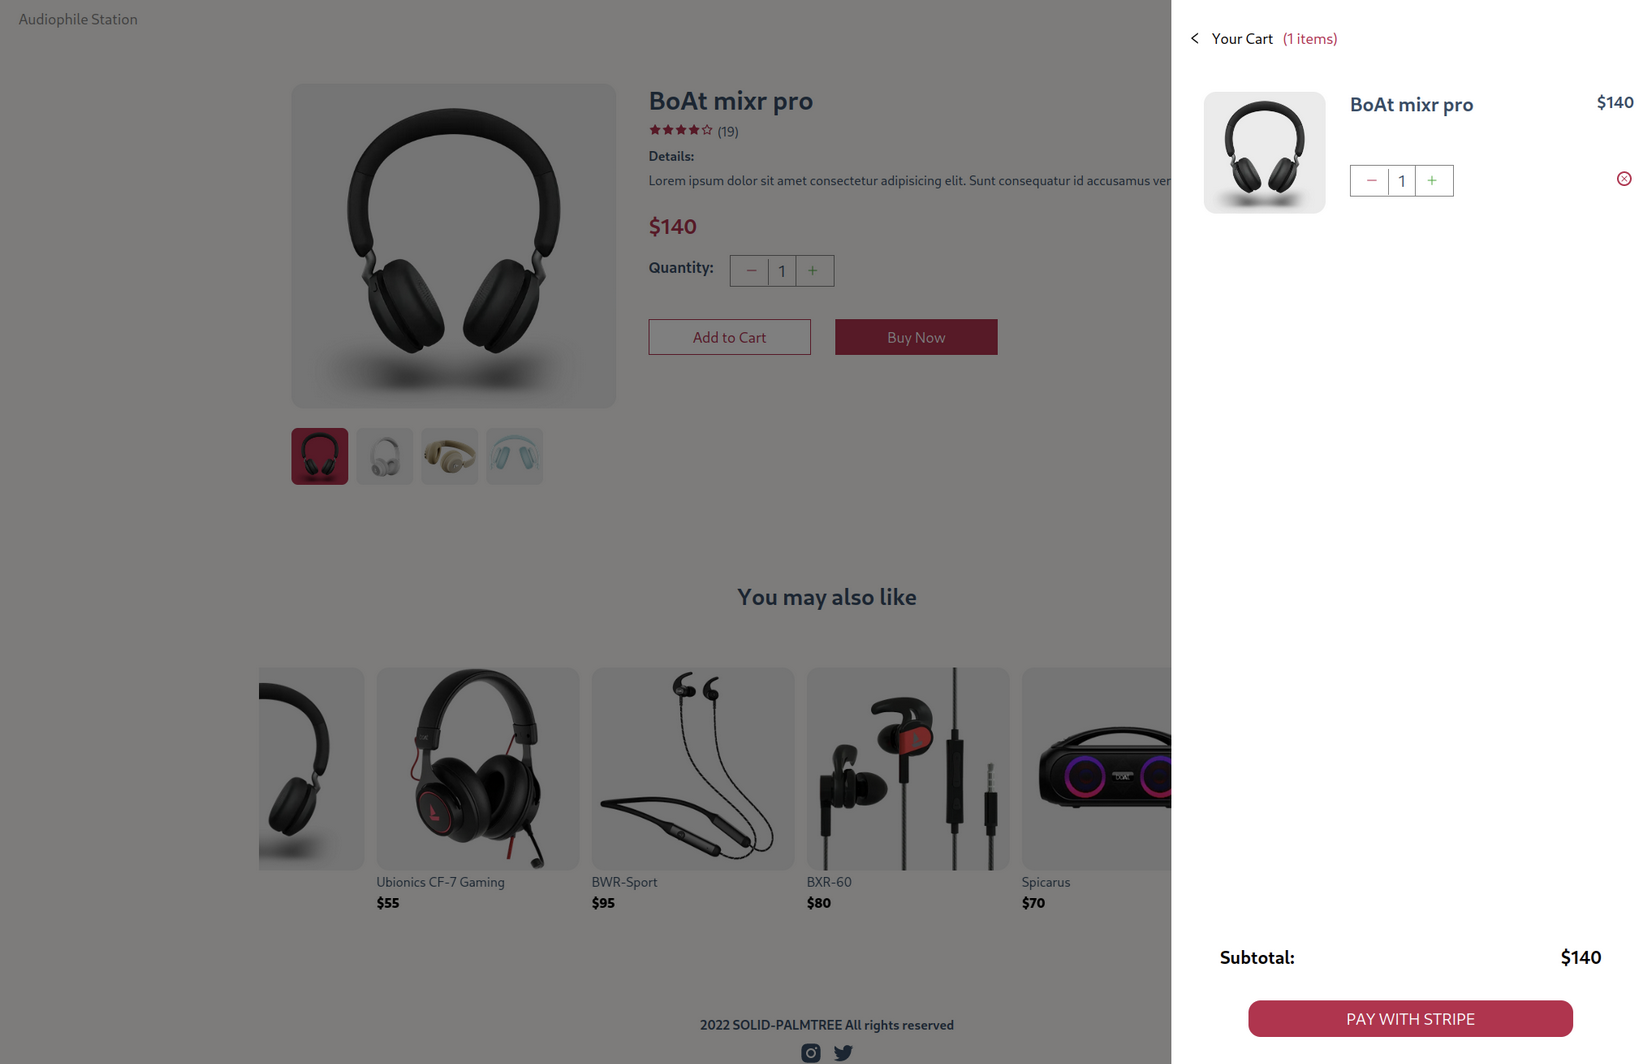 Audiophile Station
BoAt mixr pro
(19)
Details:
Lorem ipsum dolor sit amet consectetur adipisicing elit. Sunt consequatur id accusamus ver
$140
Quantity:
− 1 +
Add to Cart
Buy Now
You may also like
Ubionics CF-7 Gaming
$55
BWR-Sport
$95
BXR-60
$80
Spicarus
$70
2022 SOLID-PALMTREE All rights reserved
< Your Cart (1 items)
BoAt mixr pro
$140
− 1 +
Subtotal:
$140
PAY WITH STRIPE